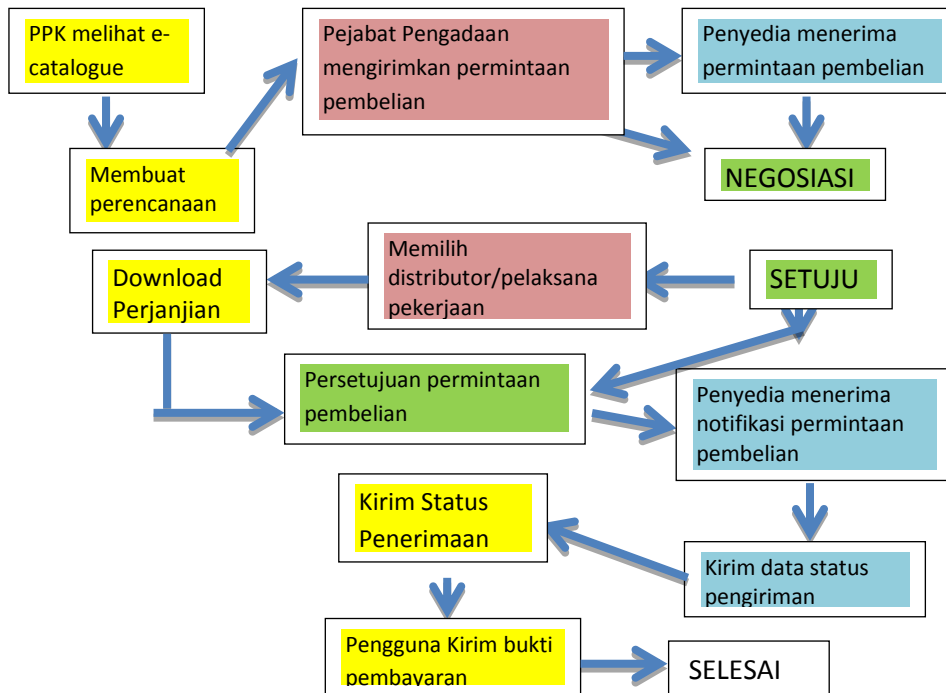 PPK melihat e-
catalogue
Pejabat Pengadaan
mengirimkan permintaan
pembelian
Penyedia menerima
permintaan pembelian
Membuat
perencanaan
NEGOSIASI
Download
Perjanjian
Memilih
distributor/pelaksana
pekerjaan
SETUJU
Persetujuan permintaan
pembelian
Penyedia menerima
notifikasi permintaan
pembelian
Kirim Status
Penerimaan
Kirim data status
pengiriman
Pengguna Kirim bukti
pembayaran
SELESAI